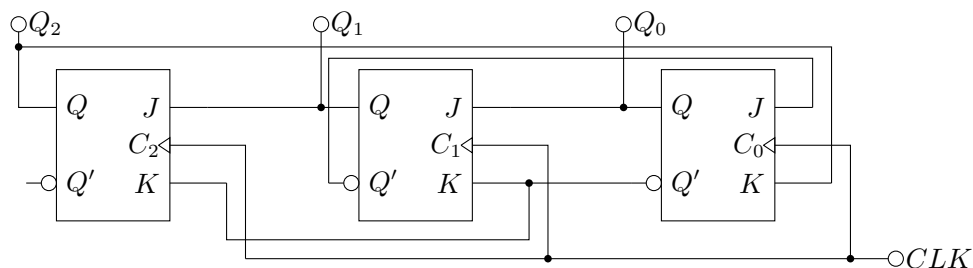 Q₂ Q₁ Q₀
Q J Q J Q J
C₂ C₁ C₀
Q' K Q' K Q' K
CLK